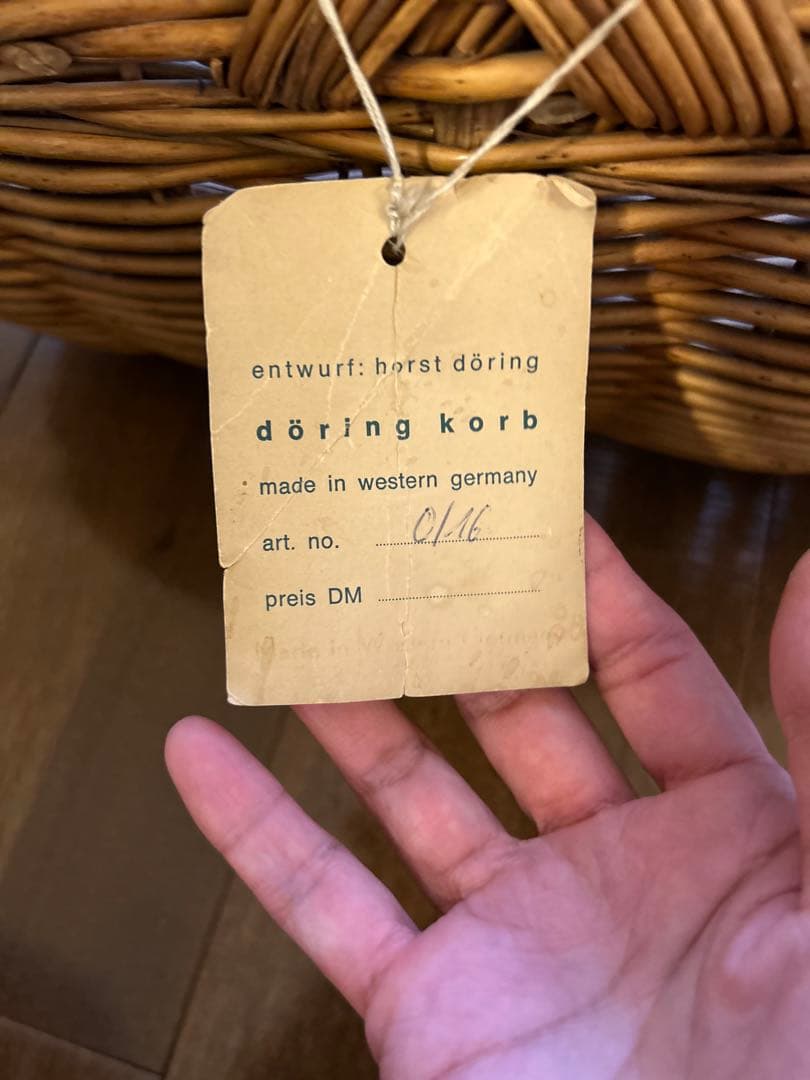 entwurf: horst döring
döring korb
made in western germany
art. no. 0/16
preis DM